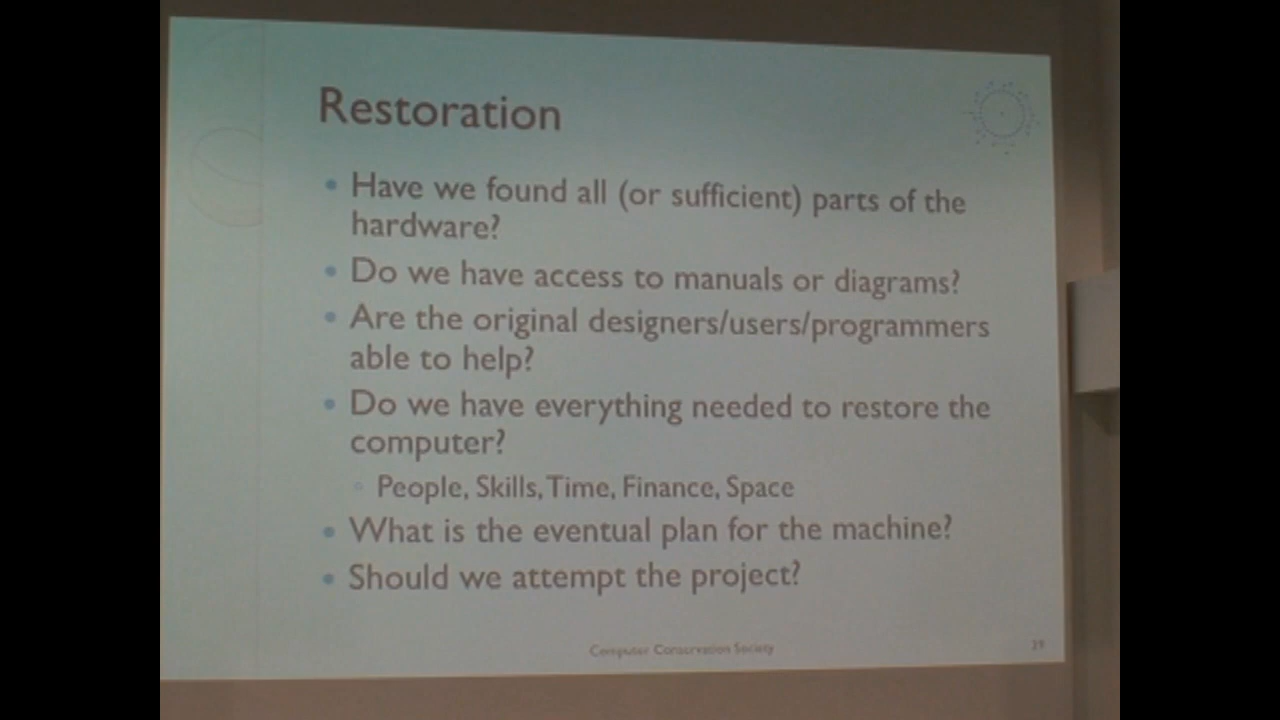 Restoration
• Have we found all (or sufficient) parts of the
hardware?
• Do we have access to manuals or diagrams?
• Are the original designers/users/programmers
able to help?
• Do we have everything needed to restore the
computer?
◦ People, Skills, Time, Finance, Space
• What is the eventual plan for the machine?
• Should we attempt the project?
Computer Conservation Society